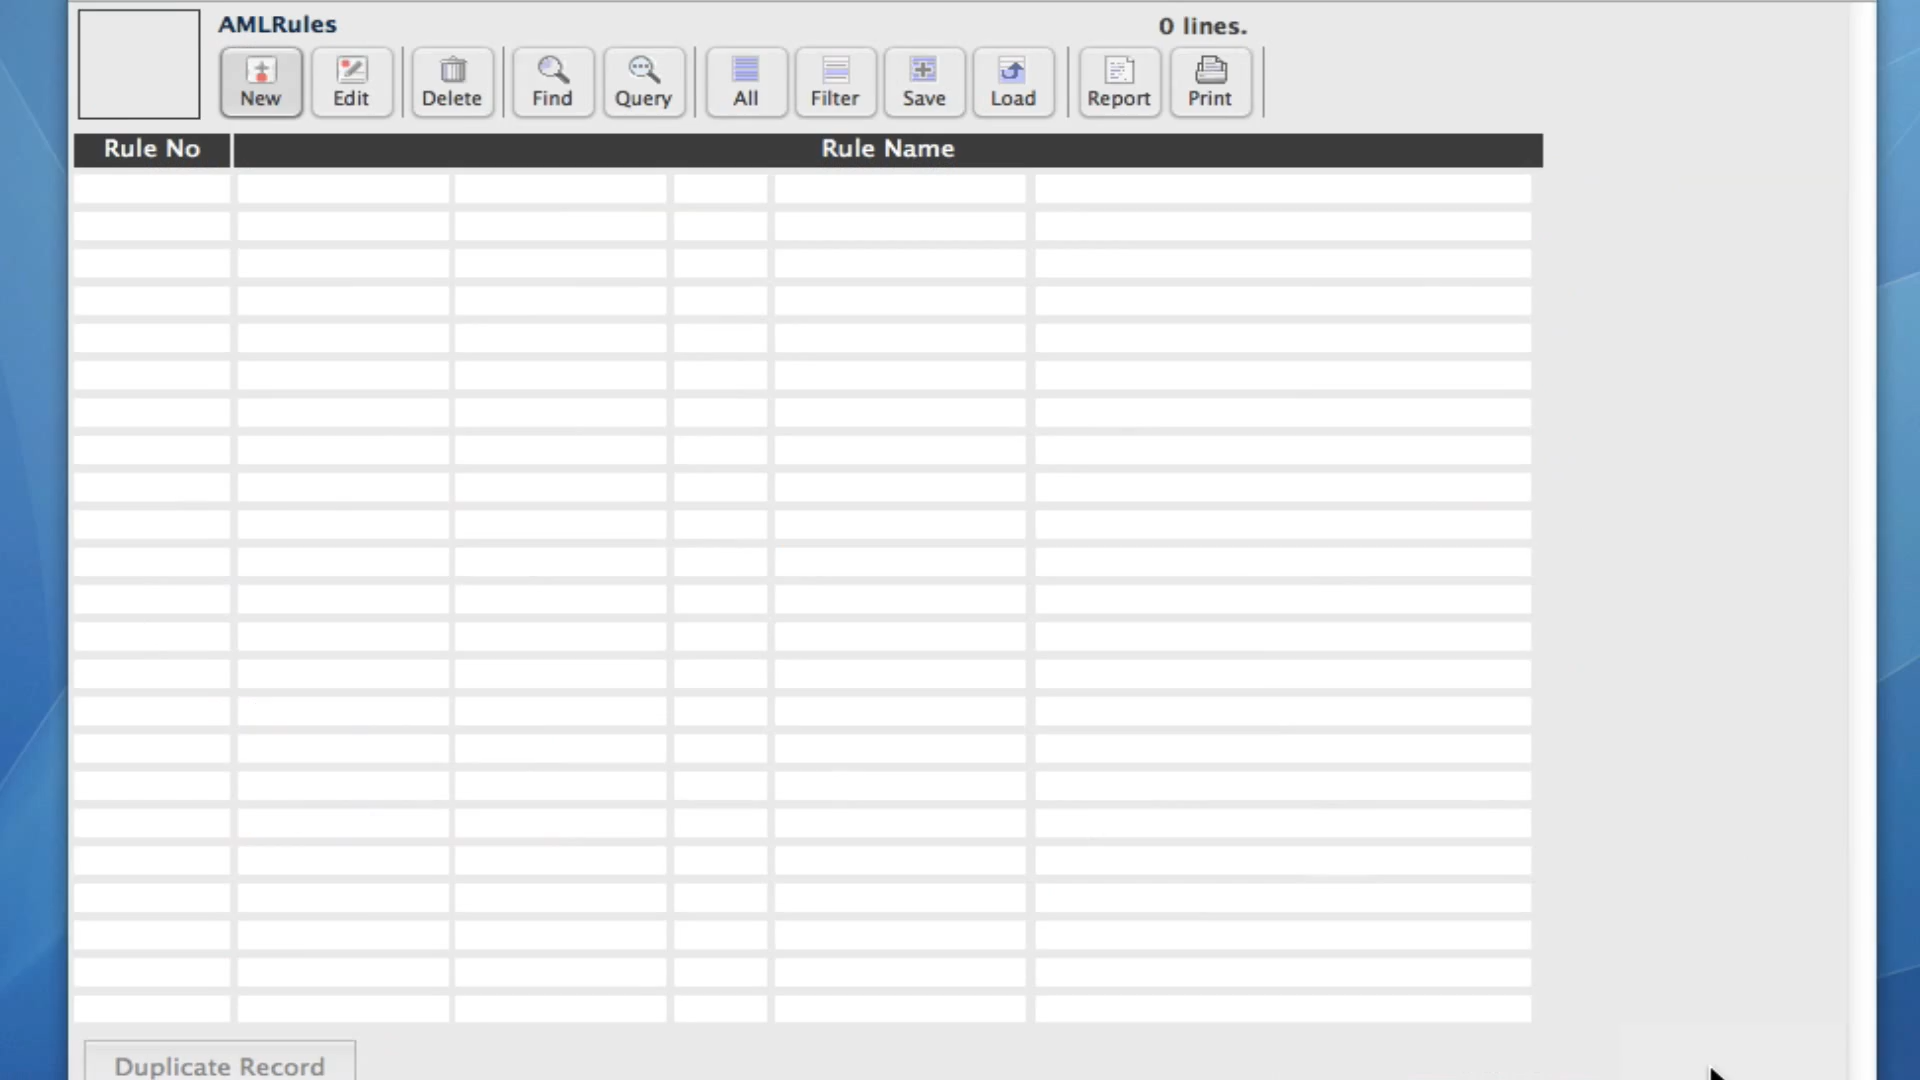 AMLRules
0 lines.
New Edit Delete Find Query All Filter Save Load Report Print
Rule No Rule Name
Duplicate Record